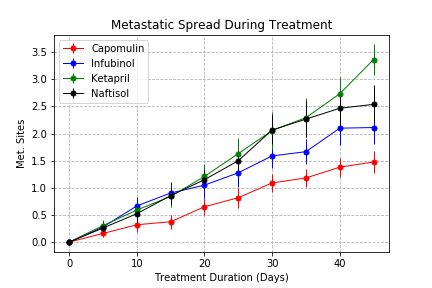 Metastatic Spread During Treatment
Capomulin
Infubinol
Ketapril
Naftisol
Met. Sites
3.5
3.0
2.5
2.0
1.5
1.0
0.5
0.0
0 10 20 30 40
Treatment Duration (Days)